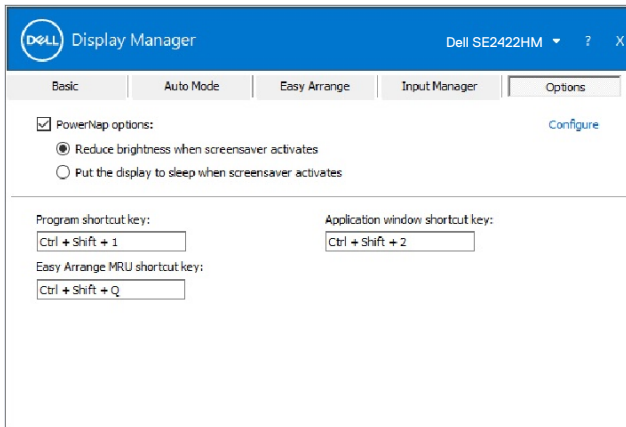 DELL Display Manager
Dell SE2422HM ? X
Basic Auto Mode Easy Arrange Input Manager Options
PowerNap options: Configure
Reduce brightness when screensaver activates
Put the display to sleep when screensaver activates
Program shortcut key: Application window shortcut key:
Ctrl + Shift + 1 Ctrl + Shift + 2
Easy Arrange MRU shortcut key:
Ctrl + Shift + Q